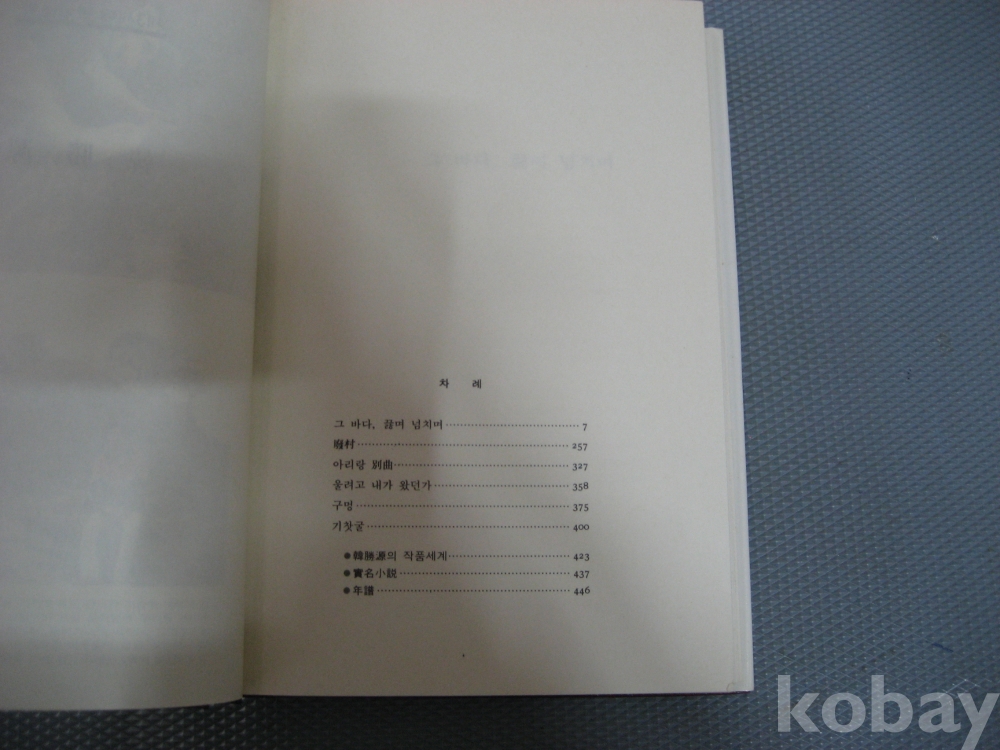 차 례
그 바다, 끓며 넘치며 7
廢村 257
아리랑 別曲 327
울려고 내가 왔던가 358
구멍 375
기찻굴 400
●韓勝源의 작품세계 423
●實名小説 437
●年譜 446
kobay